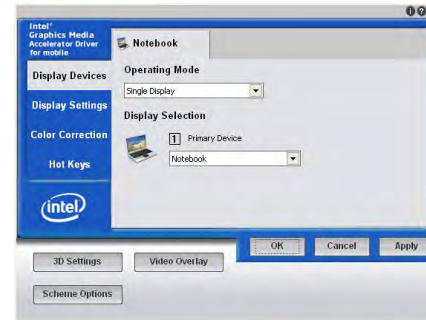 Intel®
Graphics Media
Accelerator Driver
for mobile
Notebook
Display Devices
Display Settings
Color Correction
Hot Keys
intel
Operating Mode
Single Display
Display Selection
1 Primary Device
Notebook
OK
Cancel
Apply
3D Settings
Video Overlay
Scheme Options